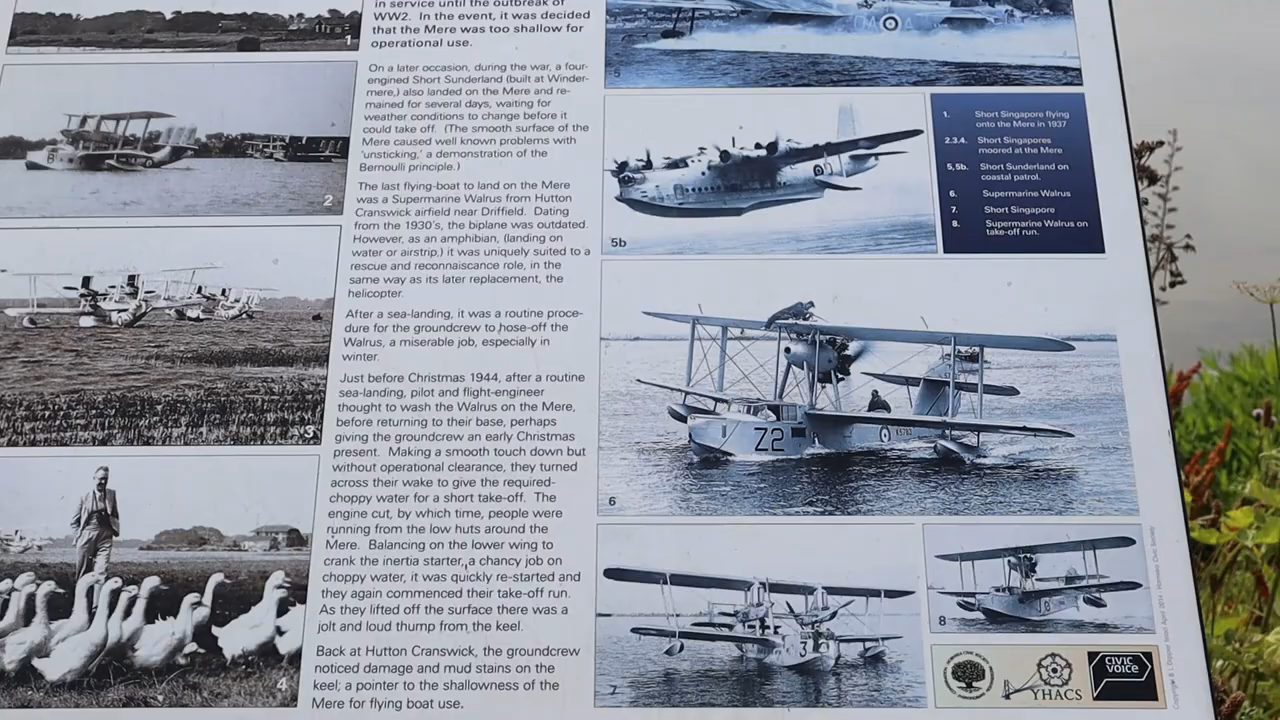 in service until the outbreak of
WW2. In the event, it was decided
that the Mere was too shallow for
operational use.
On a later occasion, during the war, a four-
engined Short Sunderland (built at Winder-
mere,) also landed on the Mere and re-
mained for several days, waiting for
weather conditions to change before it
could take off. (The smooth surface of the
Mere caused well known problems with
'unsticking,' a demonstration of the
Bernoulli principle.)
The last flying-boat to land on the Mere
was a Supermarine Walrus from Hutton
Cranswick airfield near Driffield. Dating
from the 1930's, the biplane was outdated.
However, as an amphibian, (landing on
water or airstrip,) it was uniquely suited to a
rescue and reconnaiscance role, in the
same way as its later replacement, the
helicopter.
After a sea-landing, it was a routine proce-
dure for the groundcrew to hose-off the
Walrus, a miserable job, especially in
winter.
Just before Christmas 1944, after a routine
sea-landing, pilot and flight-engineer
thought to wash the Walrus on the Mere,
before returning to their base, perhaps
giving the groundcrew an early Christmas
present. Making a smooth touch down but
without operational clearance, they turned
across their wake to give the required-
choppy water for a short take-off. The
engine cut, by which time, people were
running from the low huts around the
Mere. Balancing on the lower wing to
crank the inertia starter, a chancy job on
choppy water, it was quickly re-started and
they again commenced their take-off run.
As they lifted off the surface there was a
jolt and loud thump from the keel.
Back at Hutton Cranswick, the groundcrew
noticed damage and mud stains on the
keel; a pointer to the shallowness of the
Mere for flying boat use.
1
2
3
4
5
5b
1. Short Singapore flying
onto the Mere in 1937
2.3.4. Short Singapores
moored at the Mere
5,5b. Short Sunderland on
coastal patrol.
6. Supermarine Walrus
7. Short Singapore
8. Supermarine Walrus on
take-off run.
Z2
6
3
7
J8
8
YHACS
CIVIC
VOICE